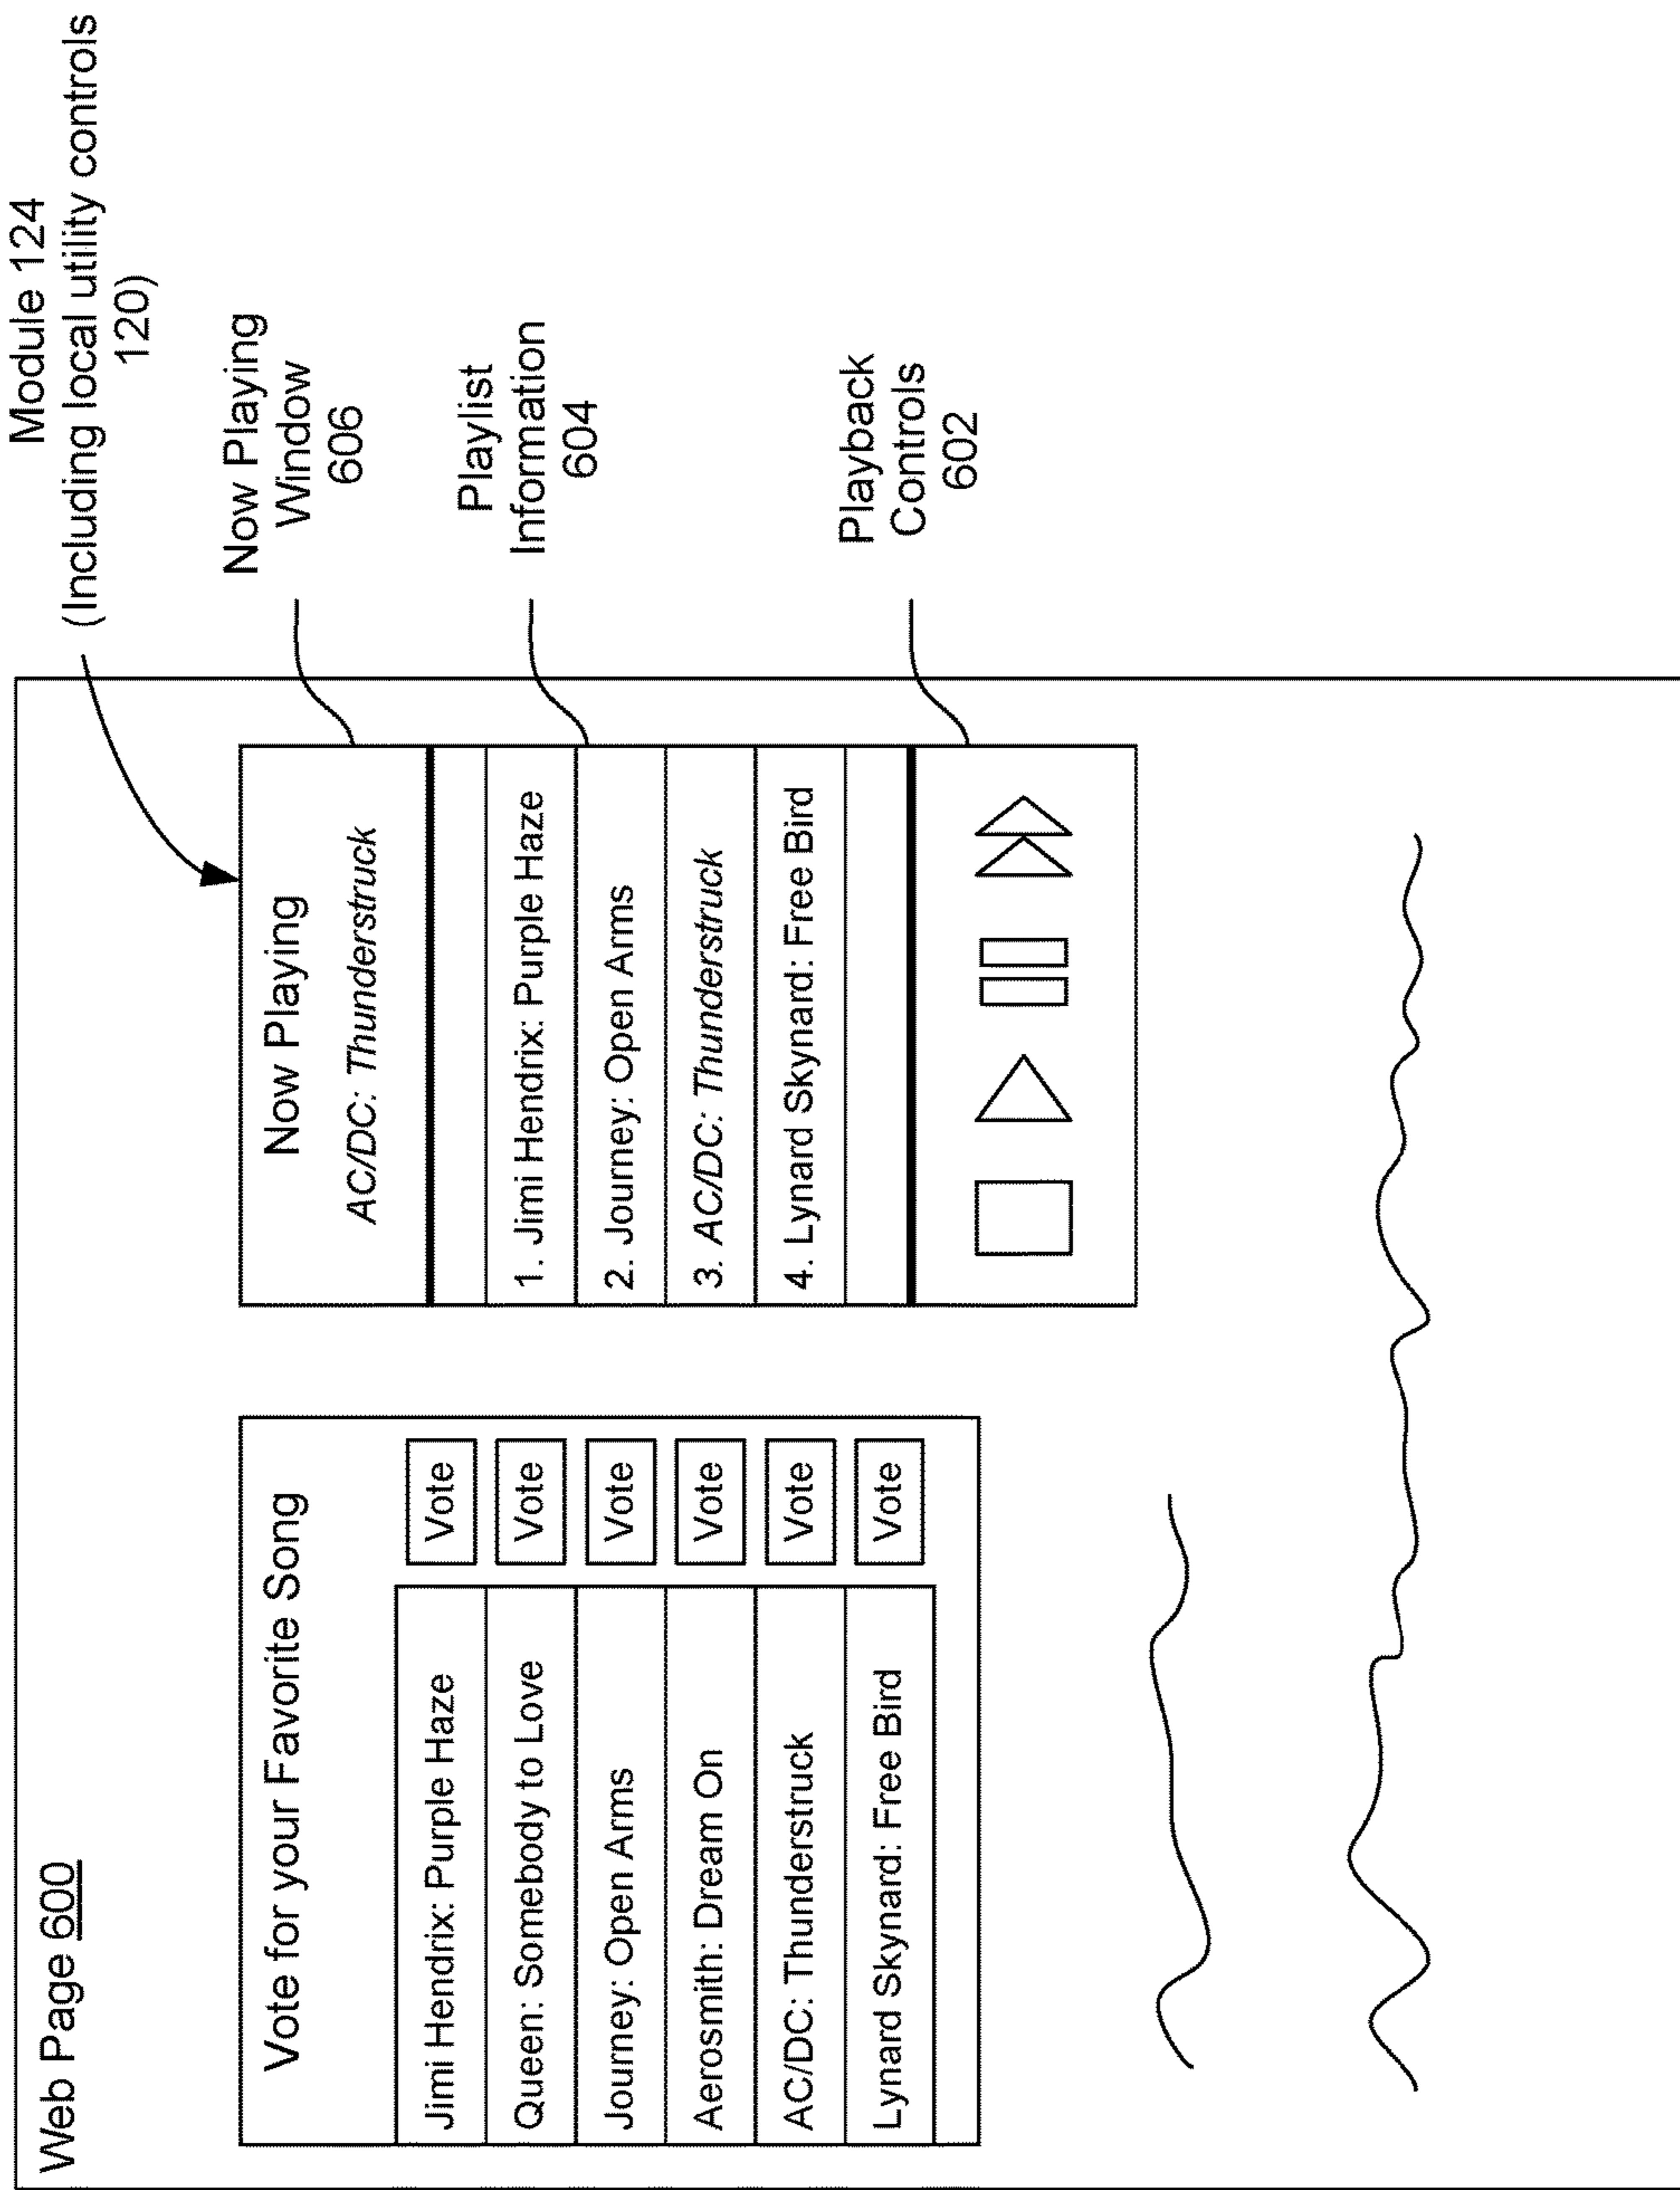 Web Page 600
Vote for your Favorite Song
Jimi Hendrix: Purple Haze
Vote
Queen: Somebody to Love
Vote
Journey: Open Arms
Vote
Aerosmith: Dream On
Vote
AC/DC: Thunderstruck
Vote
Lynard Skynard: Free Bird
Vote
Now Playing
AC/DC: Thunderstruck
1. Jimi Hendrix: Purple Haze
2. Journey: Open Arms
3. AC/DC: Thunderstruck
4. Lynard Skynard: Free Bird
Module 124
(Including local utility controls
120)
Now Playing
Window
606
Playlist
Information
604
Playback
Controls
602